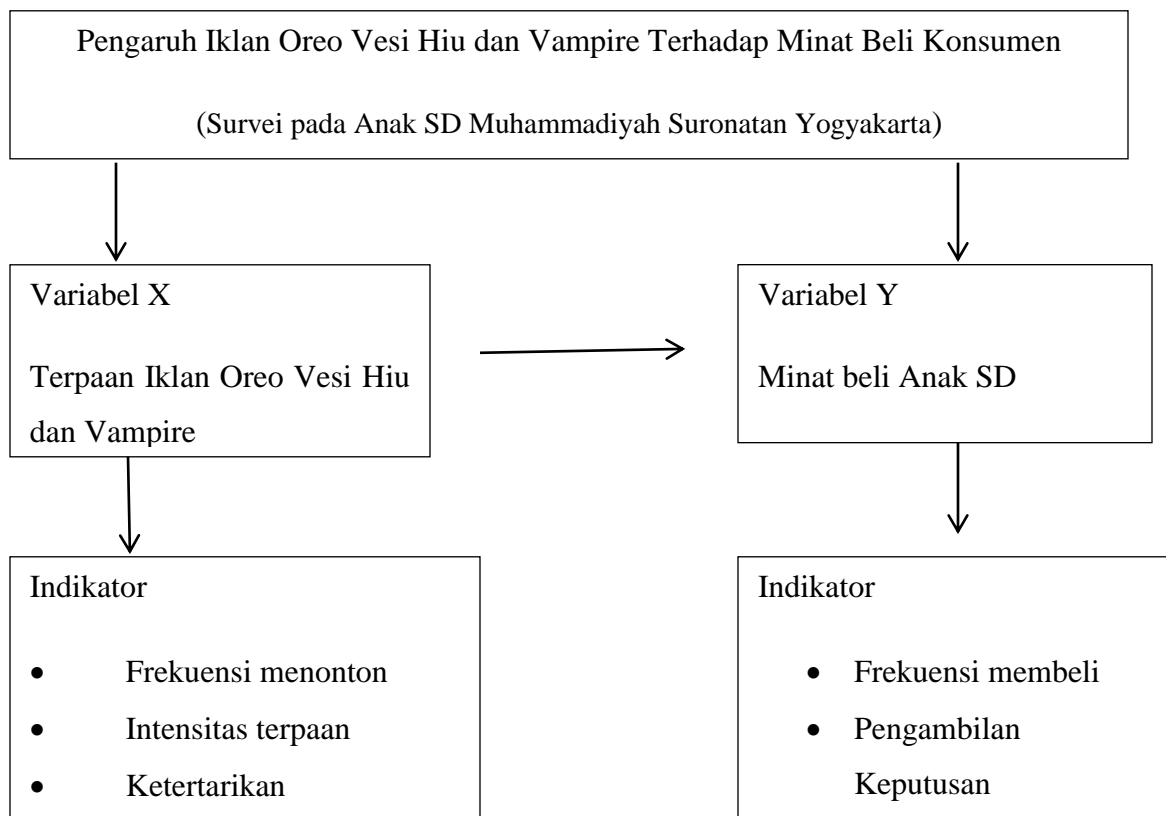 Pengaruh Iklan Oreo Vesi Hiu dan Vampire Terhadap Minat Beli Konsumen
(Survei pada Anak SD Muhammadiyah Suronatan Yogyakarta)
Variabel X
Terpaan Iklan Oreo Vesi Hiu
dan Vampire
Variabel Y
Minat beli Anak SD
Indikator
• Frekuensi menonton
• Intensitas terpaan
• Ketertarikan
Indikator
• Frekuensi membeli
• Pengambilan
Keputusan